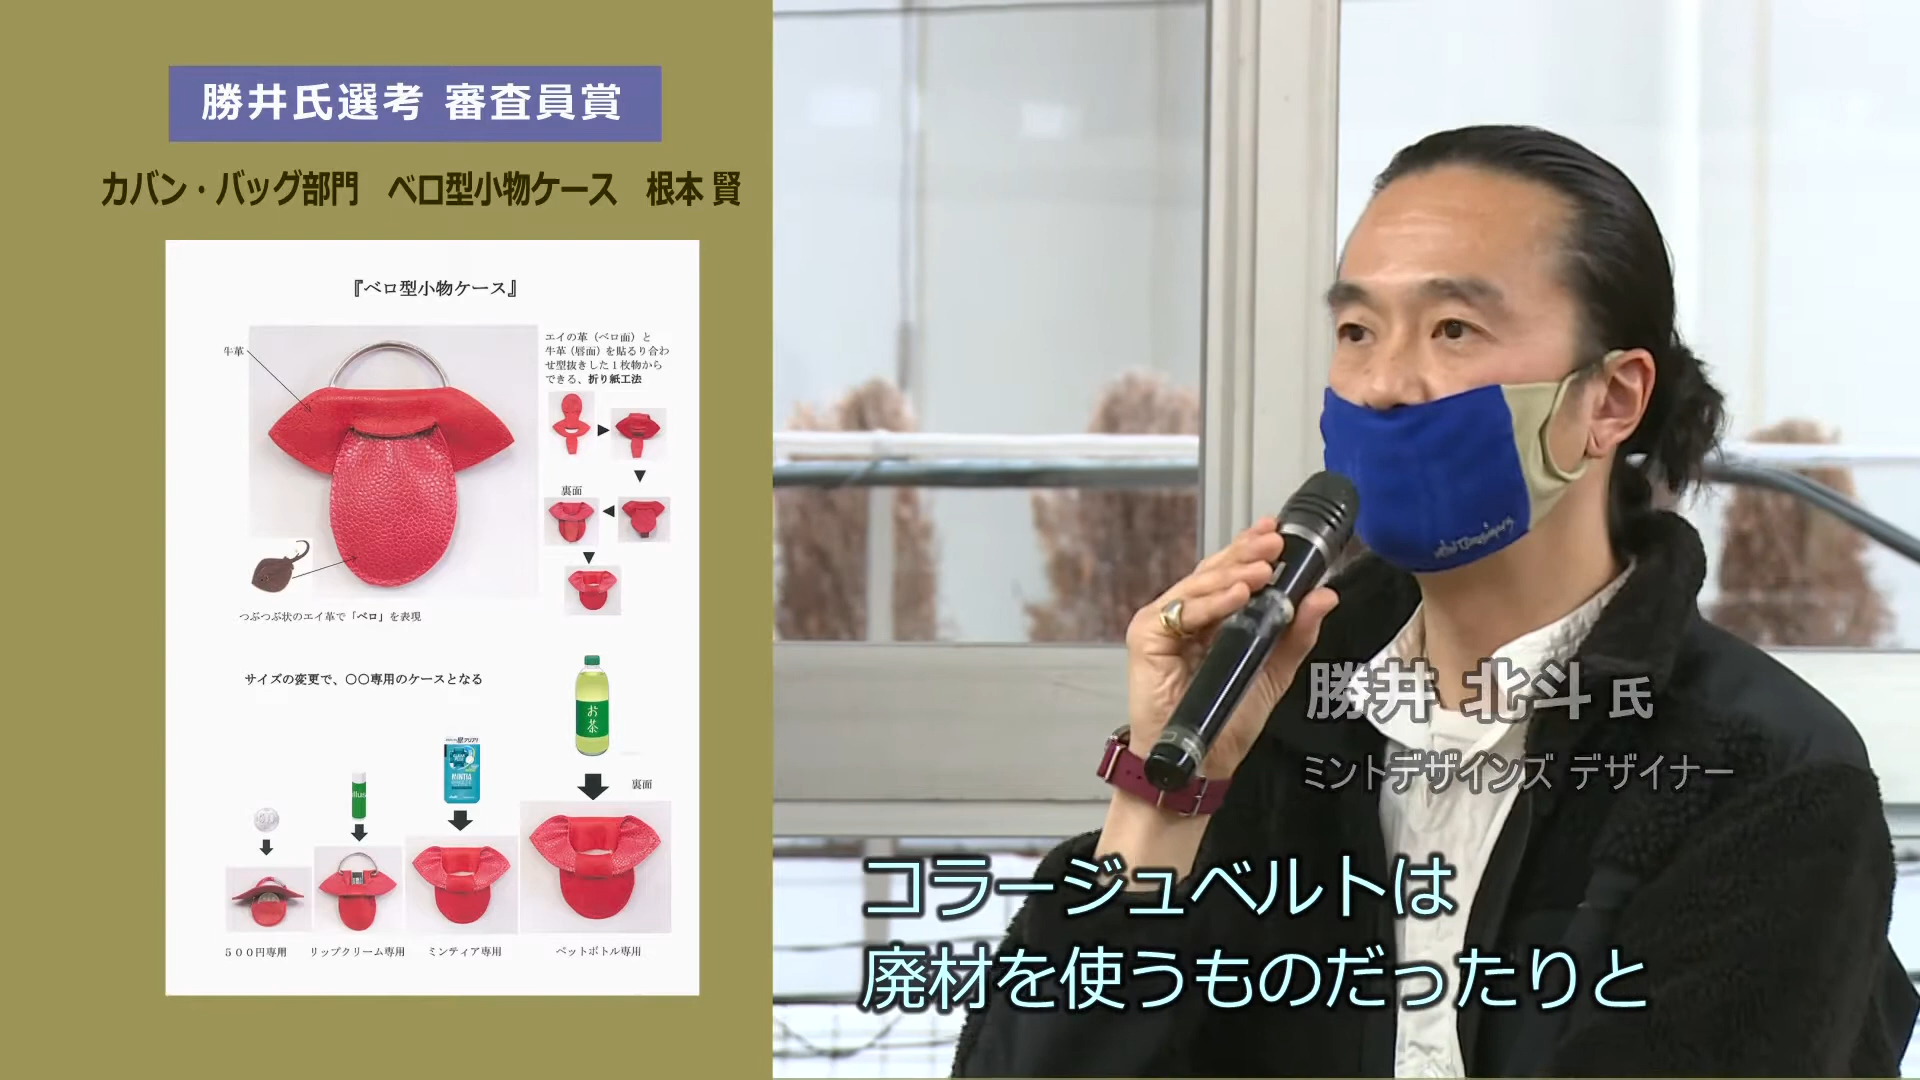 勝井氏選考 審査員賞
カバン・バッグ部門　ベロ型小物ケース　根本 賢
『ベロ型小物ケース』
牛革
エイの革（ベロ面）と
牛革（唇面）を貼るり合わ
せ型抜きした１枚物から
できる、折り紙工法
裏面
つぶつぶ状のエイ革で「ベロ」を表現
サイズの変更で、〇〇専用のケースとなる
お茶
MINTIA
裏面
５００円専用
リップクリーム専用
ミンティア専用
ペットボトル専用
勝井 北斗 氏
ミントデザインズ デザイナー
コラージュベルトは
廃材を使うものだったりと